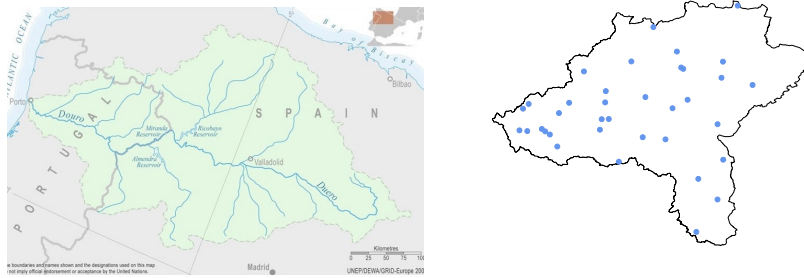 ATLANTIC OCEAN
Bay of Biscay
Bilbao
Porto
Douro
PORTUGAL
SPAIN
Miranda
Reservoir
Ricobayo
Reservoir
Almendra
Reservoir
Valladolid
Duero
Kilometres
0 25 50 75 100
e boundaries and names shown and the designations used on this map
not imply official endorsement or acceptance by the United Nations.
Madrid
UNEP/DEWA/GRID-Europe 200